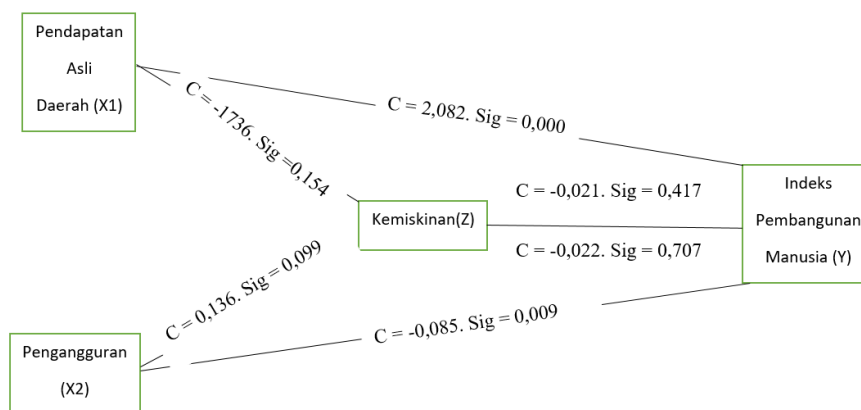 Pendapatan
Asli
Daerah (X1)
C = -1736. Sig =0,154
C = 2,082. Sig = 0,000
Kemiskinan(Z)
C = -0,021. Sig = 0,417
C = -0,022. Sig = 0,707
Indeks
Pembangunan
Manusia (Y)
C = 0,136. Sig = 0,099
C = -0,085. Sig = 0,009
Pengangguran
(X2)